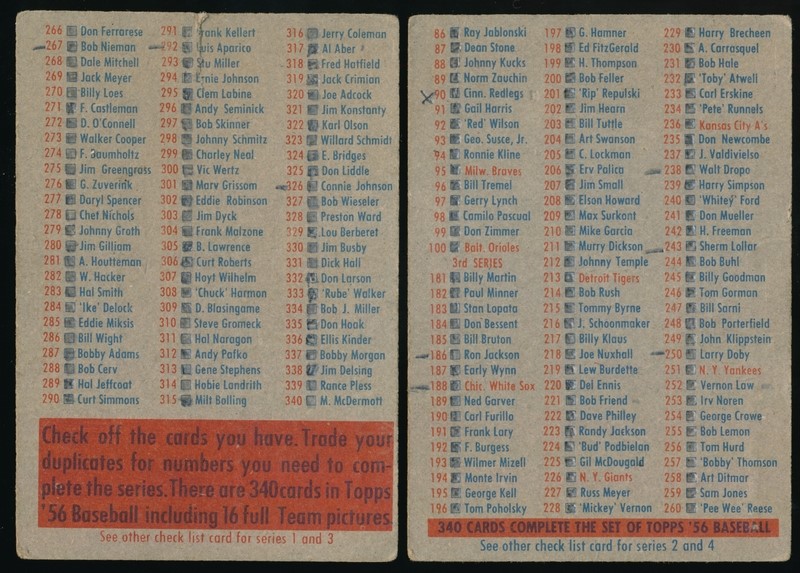 266 Don Ferrarese
267 Bob Nieman
268 Dale Mitchell
269 Jack Meyer
270 Billy Loes
271 F. Castleman
272 D. O'Connell
273 Walker Cooper
274 F. Baumholtz
275 Jim Greengrass
276 G. Zuverink
277 Daryl Spencer
278 Chet Nichols
279 Johnny Groth
280 Jim Gilliam
281 A. Houtteman
282 W. Hacker
283 Hal Smith
284 'Ike' Delock
285 Eddie Miksis
286 Bill Wight
287 Bobby Adams
288 Bob Cerv
289 Hal Jeffcoat
290 Curt Simmons
291 Frank Kellert
292 Luis Aparico
293 Stu Miller
294 Ernie Johnson
295 Clem Labine
296 Andy Seminick
297 Bob Skinner
298 Johnny Schmitz
299 Charley Neal
300 Vic Wertz
301 Marv Grissom
302 Eddie Robinson
303 Jim Dyck
304 Frank Malzone
305 B. Lawrence
306 Curt Roberts
307 Hoyt Wilhelm
308 'Chuck' Harmon
309 D. Blasingame
310 Steve Gromeck
311 Hal Naragan
312 Andy Pafko
313 Gene Stephens
314 Hobie Landrith
315 Milt Bolling
316 Jerry Coleman
317 Al Aber
318 Fred Hatfield
319 Jack Crimian
320 Joe Adcock
321 Jim Konstanty
322 Karl Olson
323 Willard Schmidt
324 E. Bridges
325 Don Liddle
326 Connie Johnson
327 Bob Wieseler
328 Preston Ward
329 Lou Berberet
330 Jim Busby
331 Dick Hall
332 Don Larson
333 'Rube' Walker
334 Bob J. Miller
335 Don Hook
336 Ellis Kinder
337 Bobby Morgan
338 Jim Delsing
339 Rance Pless
340 M. McDermott
Check off the cards you have. Trade your
duplicates for numbers you need to com-
plete the series. There are 340 cards in Topps
'56 Baseball including 16 full Team pictures.
See other check list card for series 1 and 3
86 Ray Jablonski
87 Dean Stone
88 Johnny Kucks
89 Norm Zauchin
90 Cinn. Redlegs
91 Gail Harris
92 'Red' Wilson
93 Geo. Susce, Jr.
94 Ronnie Kline
95 Milw. Braves
96 Bill Tremel
97 Gerry Lynch
98 Camilo Pascual
99 Don Zimmer
100 Balt. Orioles
3rd SERIES
181 Billy Martin
182 Paul Minner
183 Stan Lopata
184 Don Bessent
185 Bill Bruton
186 Ron Jackson
187 Early Wynn
188 Chic. White Sox
189 Ned Garver
190 Carl Furillo
191 Frank Lary
192 F. Burgess
193 Wilmer Mizell
194 Monte Irvin
195 George Kell
196 Tom Poholsky
197 G. Hamner
198 Ed FitzGerald
199 H. Thompson
200 Bob Feller
201 'Rip' Repulski
202 Jim Hearn
203 Bill Tuttle
204 Art Swanson
205 C. Lockman
206 Erv Palica
207 Jim Small
208 Elson Howard
209 Max Surkont
210 Mike Garcia
211 Murry Dickson
212 Johnny Temple
213 Detroit Tigers
214 Bob Rush
215 Tommy Byrne
216 J. Schoonmaker
217 Billy Klaus
218 Joe Nuxhall
219 Lew Burdette
220 Del Ennis
221 Bob Friend
222 Dave Philley
223 Randy Jackson
224 'Bud' Podbielan
225 Gil McDougald
226 N. Y. Giants
227 Russ Meyer
228 'Mickey' Vernon
229 Harry Brecheen
230 A. Carrasquel
231 Bob Hale
232 'Toby' Atwell
233 Carl Erskine
234 'Pete' Runnels
236 Kansas City A's
235 Don Newcombe
237 J. Valdivielso
238 Walt Dropo
239 Harry Simpson
240 'Whitey' Ford
241 Don Mueller
242 H. Freeman
243 Sherm Lollar
244 Bob Buhl
245 Billy Goodman
246 Tom Gorman
247 Bill Sarni
248 Bob Porterfield
249 John Klippstein
250 Larry Doby
251 N. Y. Yankees
252 Vernon Law
253 Irv Noren
254 George Crowe
255 Bob Lemon
256 Tom Hurd
257 'Bobby' Thomson
258 Art Ditmar
259 Sam Jones
260 'Pee Wee' Reese
340 CARDS COMPLETE THE SET OF TOPPS '56 BASEBALL
See other check list card for series 2 and 4